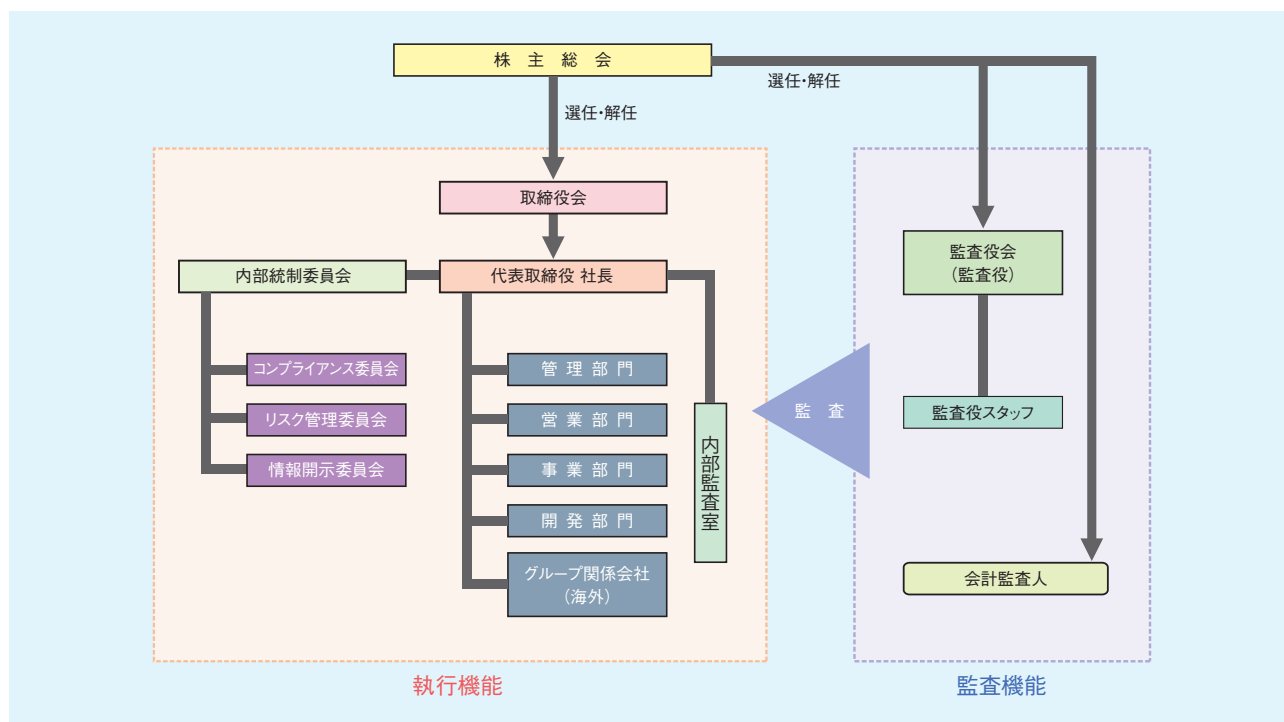 株主総会
選任・解任
選任・解任
取締役会
内部統制委員会
代表取締役 社長
コンプライアンス委員会
リスク管理委員会
情報開示委員会
管理部門
営業部門
事業部門
開発部門
グループ関係会社
(海外)
内部監査室
監査
監査役会
(監査役)
監査役スタッフ
会計監査人
執行機能
監査機能